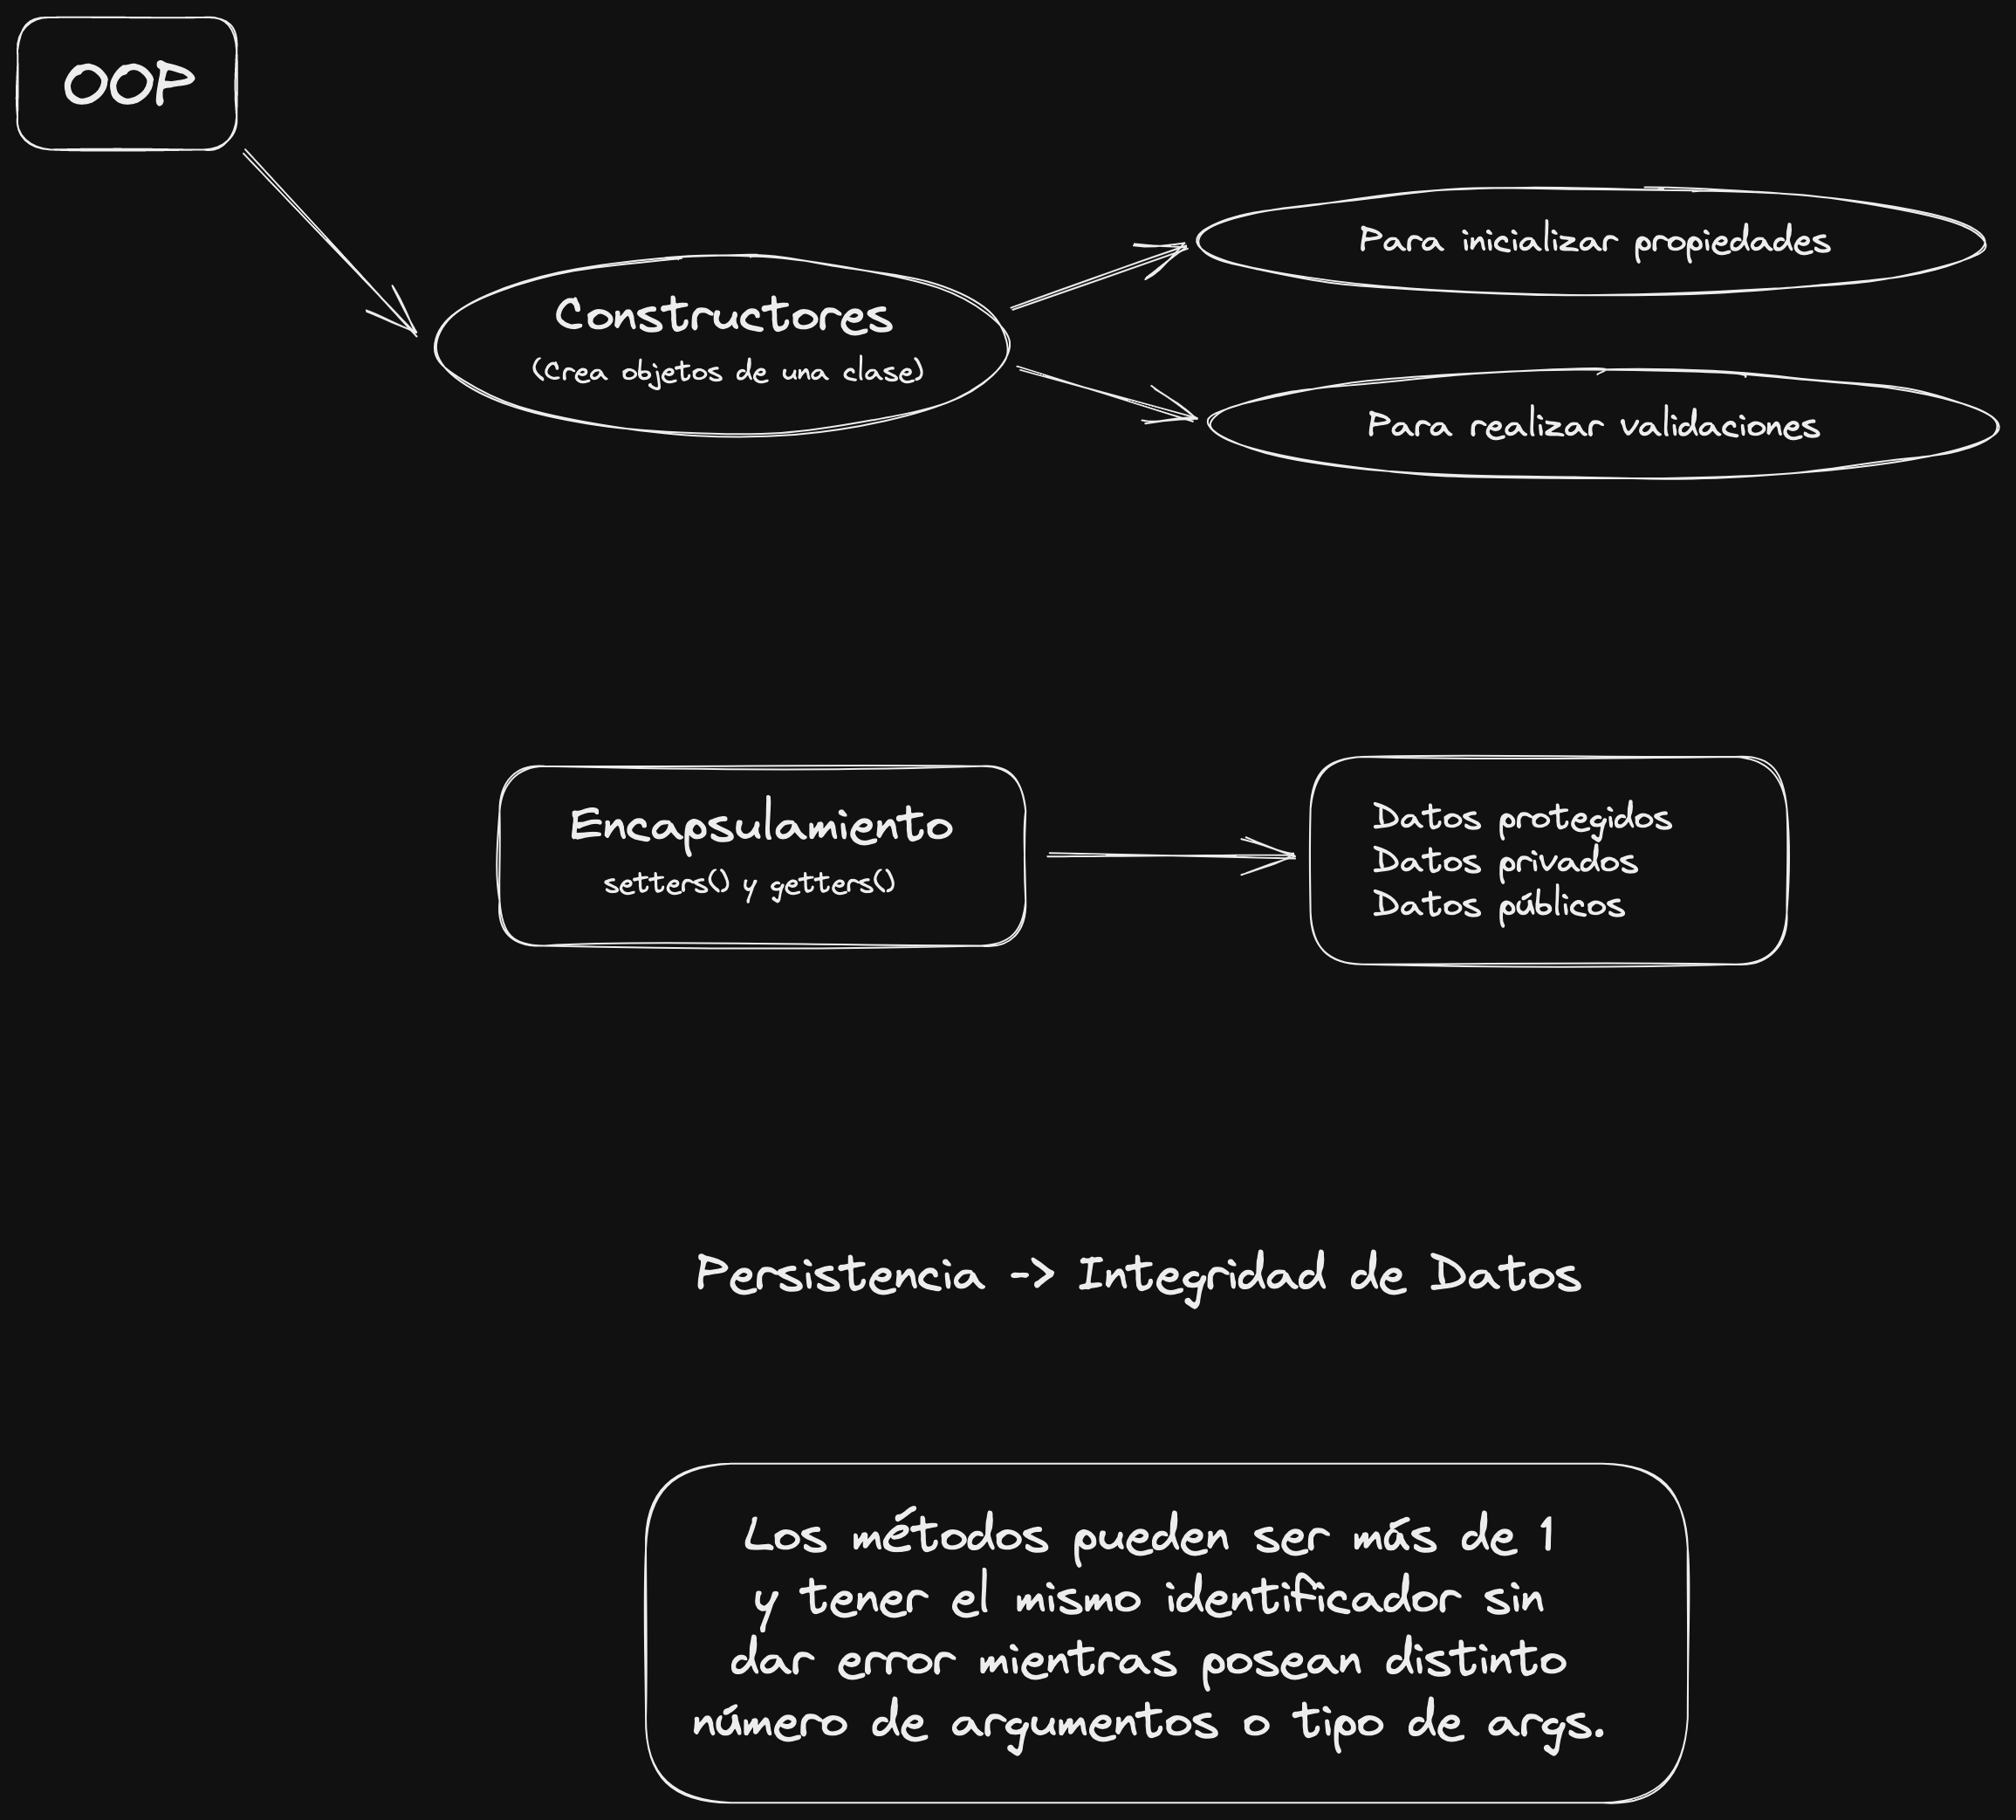 OOP
Constructores
(Crea objetos de una clase)
Para inicializar propiedades
Para realizar validaciones
Encapsulamiento
setters() y getters()
Datos protegidos
Datos privados
Datos públicos
Persistencia -> Integridad de Datos
Los métodos pueden ser más de 1
y tener el mismo identificador sin
dar error mientras posean distinto
número de argumentos o tipo de args.